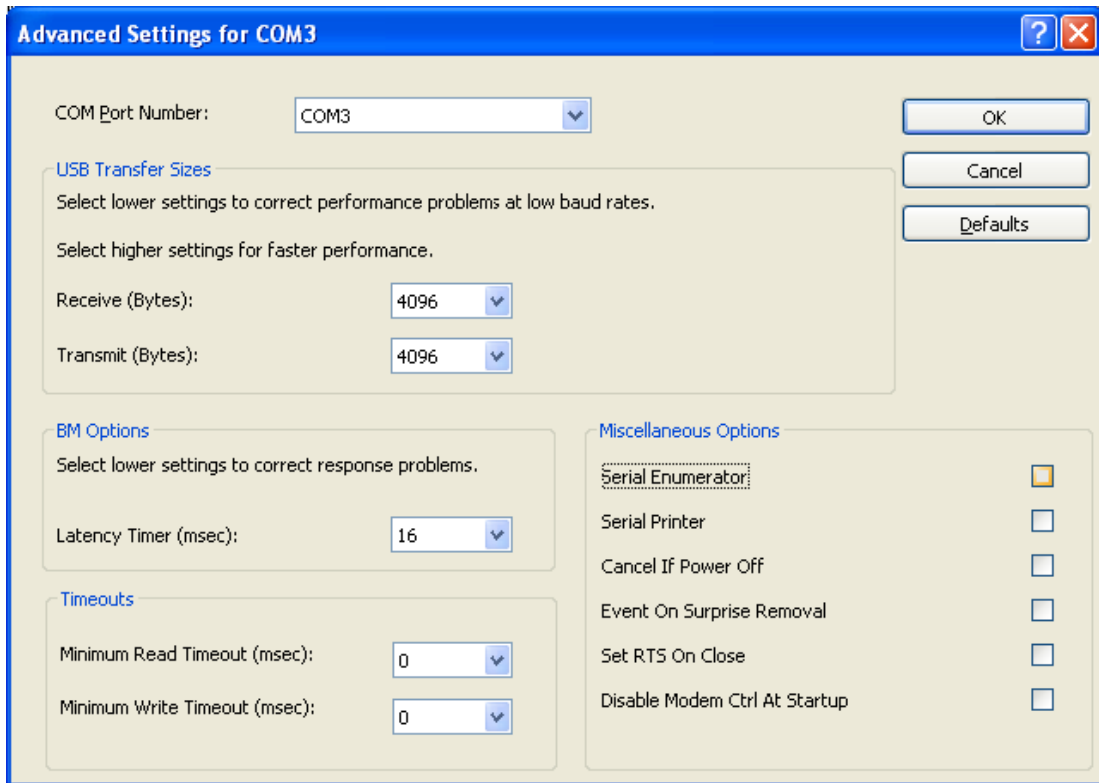 Advanced Settings for COM3
COM Port Number:
COM3
OK
Cancel
Defaults
USB Transfer Sizes
Select lower settings to correct performance problems at low baud rates.
Select higher settings for faster performance.
Receive (Bytes):
4096
Transmit (Bytes):
4096
BM Options
Select lower settings to correct response problems.
Latency Timer (msec):
16
Timeouts
Minimum Read Timeout (msec):
0
Minimum Write Timeout (msec):
0
Miscellaneous Options
Serial Enumerator
Serial Printer
Cancel If Power Off
Event On Surprise Removal
Set RTS On Close
Disable Modem Ctrl At Startup